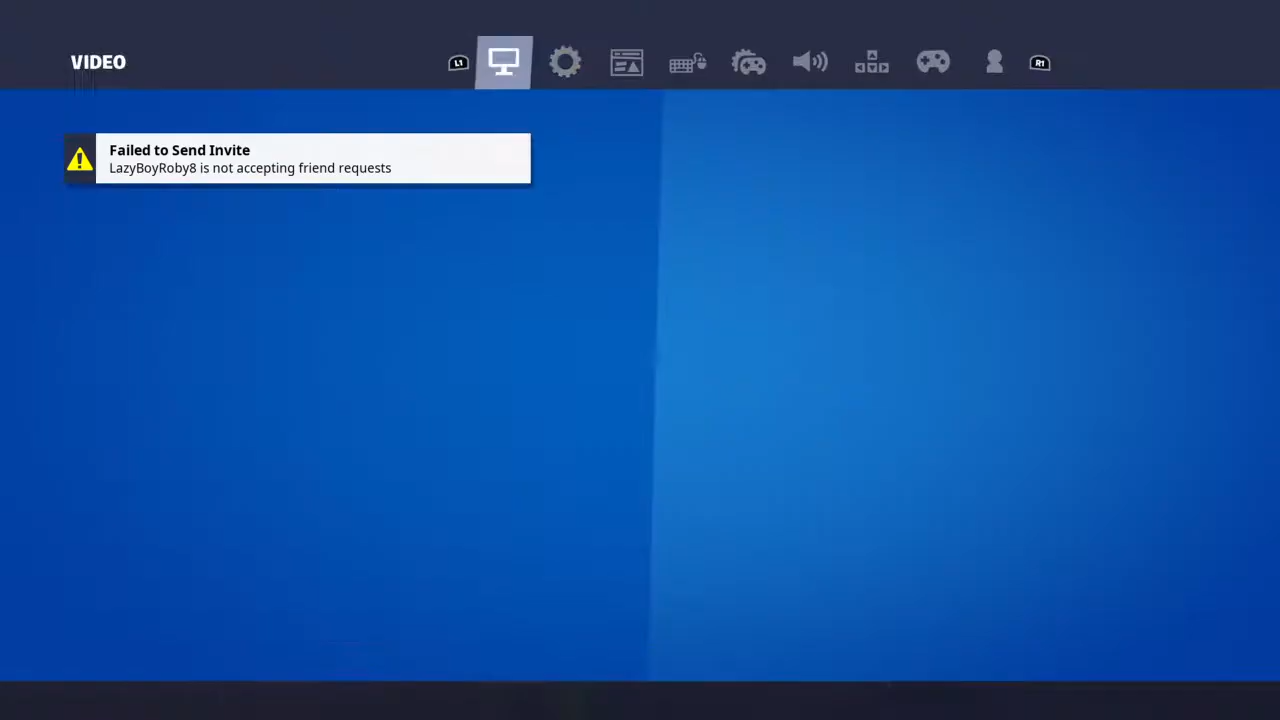 VIDEO
L1
R1
Failed to Send Invite
LazyBoyRoby8 is not accepting friend requests